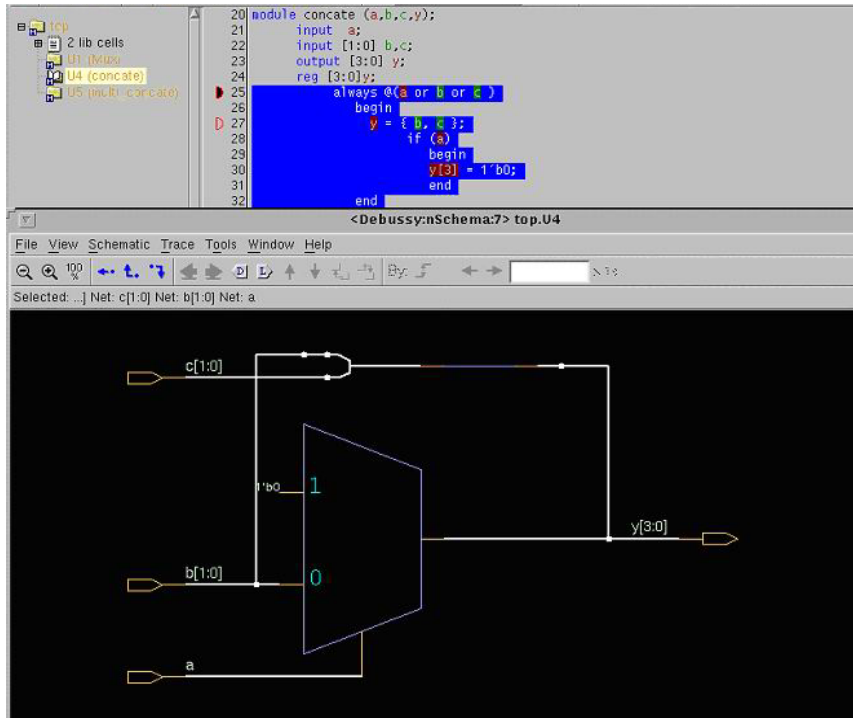 top
2 lib cells
U1 (Mux)
U4 (concate)
U5 (multi_concate)
20 module concate (a,b,c,y);
21 input a;
22 input [1:0] b,c;
23 output [3:0] y;
24 reg [3:0]y;
25 always @(a or b or c )
26 begin
27 y = { b, c };
28 if (a)
29 begin
30 y[3] = 1'b0;
31 end
32 end
<Debussy:nSchema:7> top.U4
File View Schematic Trace Tools Window Help
100 % D L By:
Selected: ...] Net: c[1:0] Net: b[1:0] Net: a
c[1:0]
1'b0 1
y[3:0]
b[1:0] 0
a